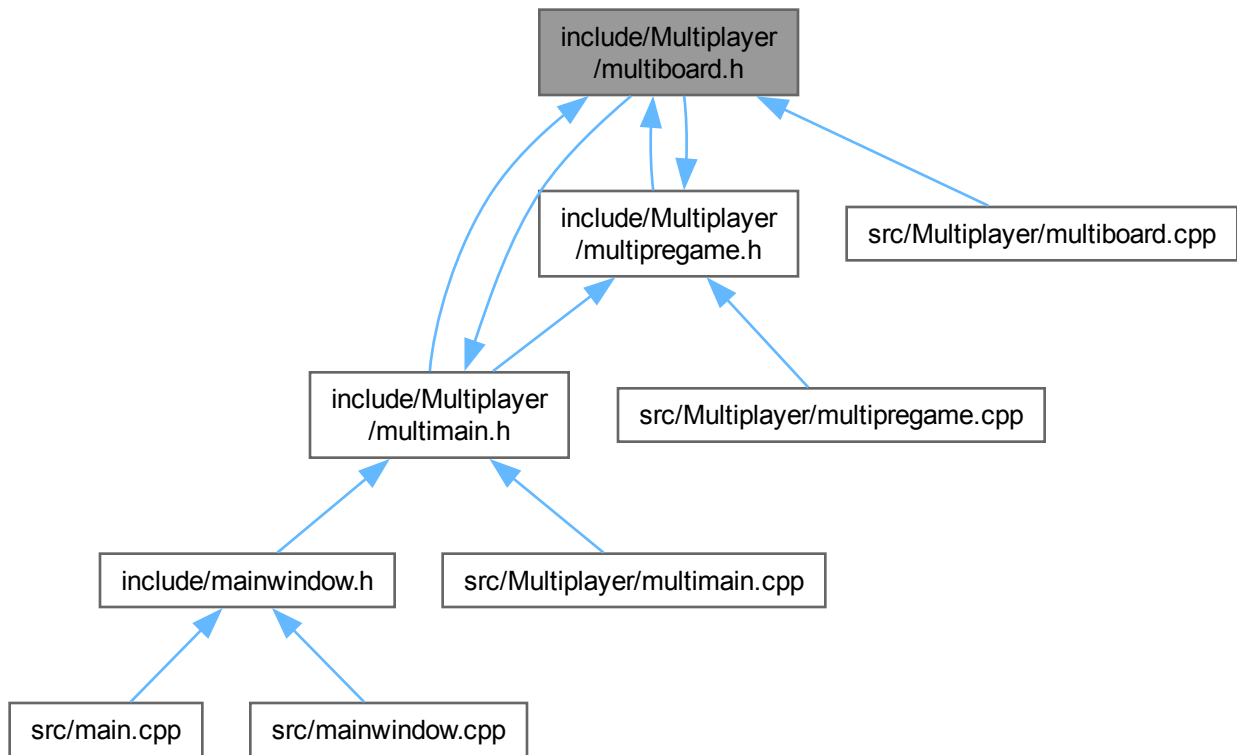 include/Multiplayer
/multiboard.h
include/Multiplayer
/multipregame.h
src/Multiplayer/multiboard.cpp
include/Multiplayer
/multimain.h
src/Multiplayer/multipregame.cpp
include/mainwindow.h
src/Multiplayer/multimain.cpp
src/main.cpp
src/mainwindow.cpp